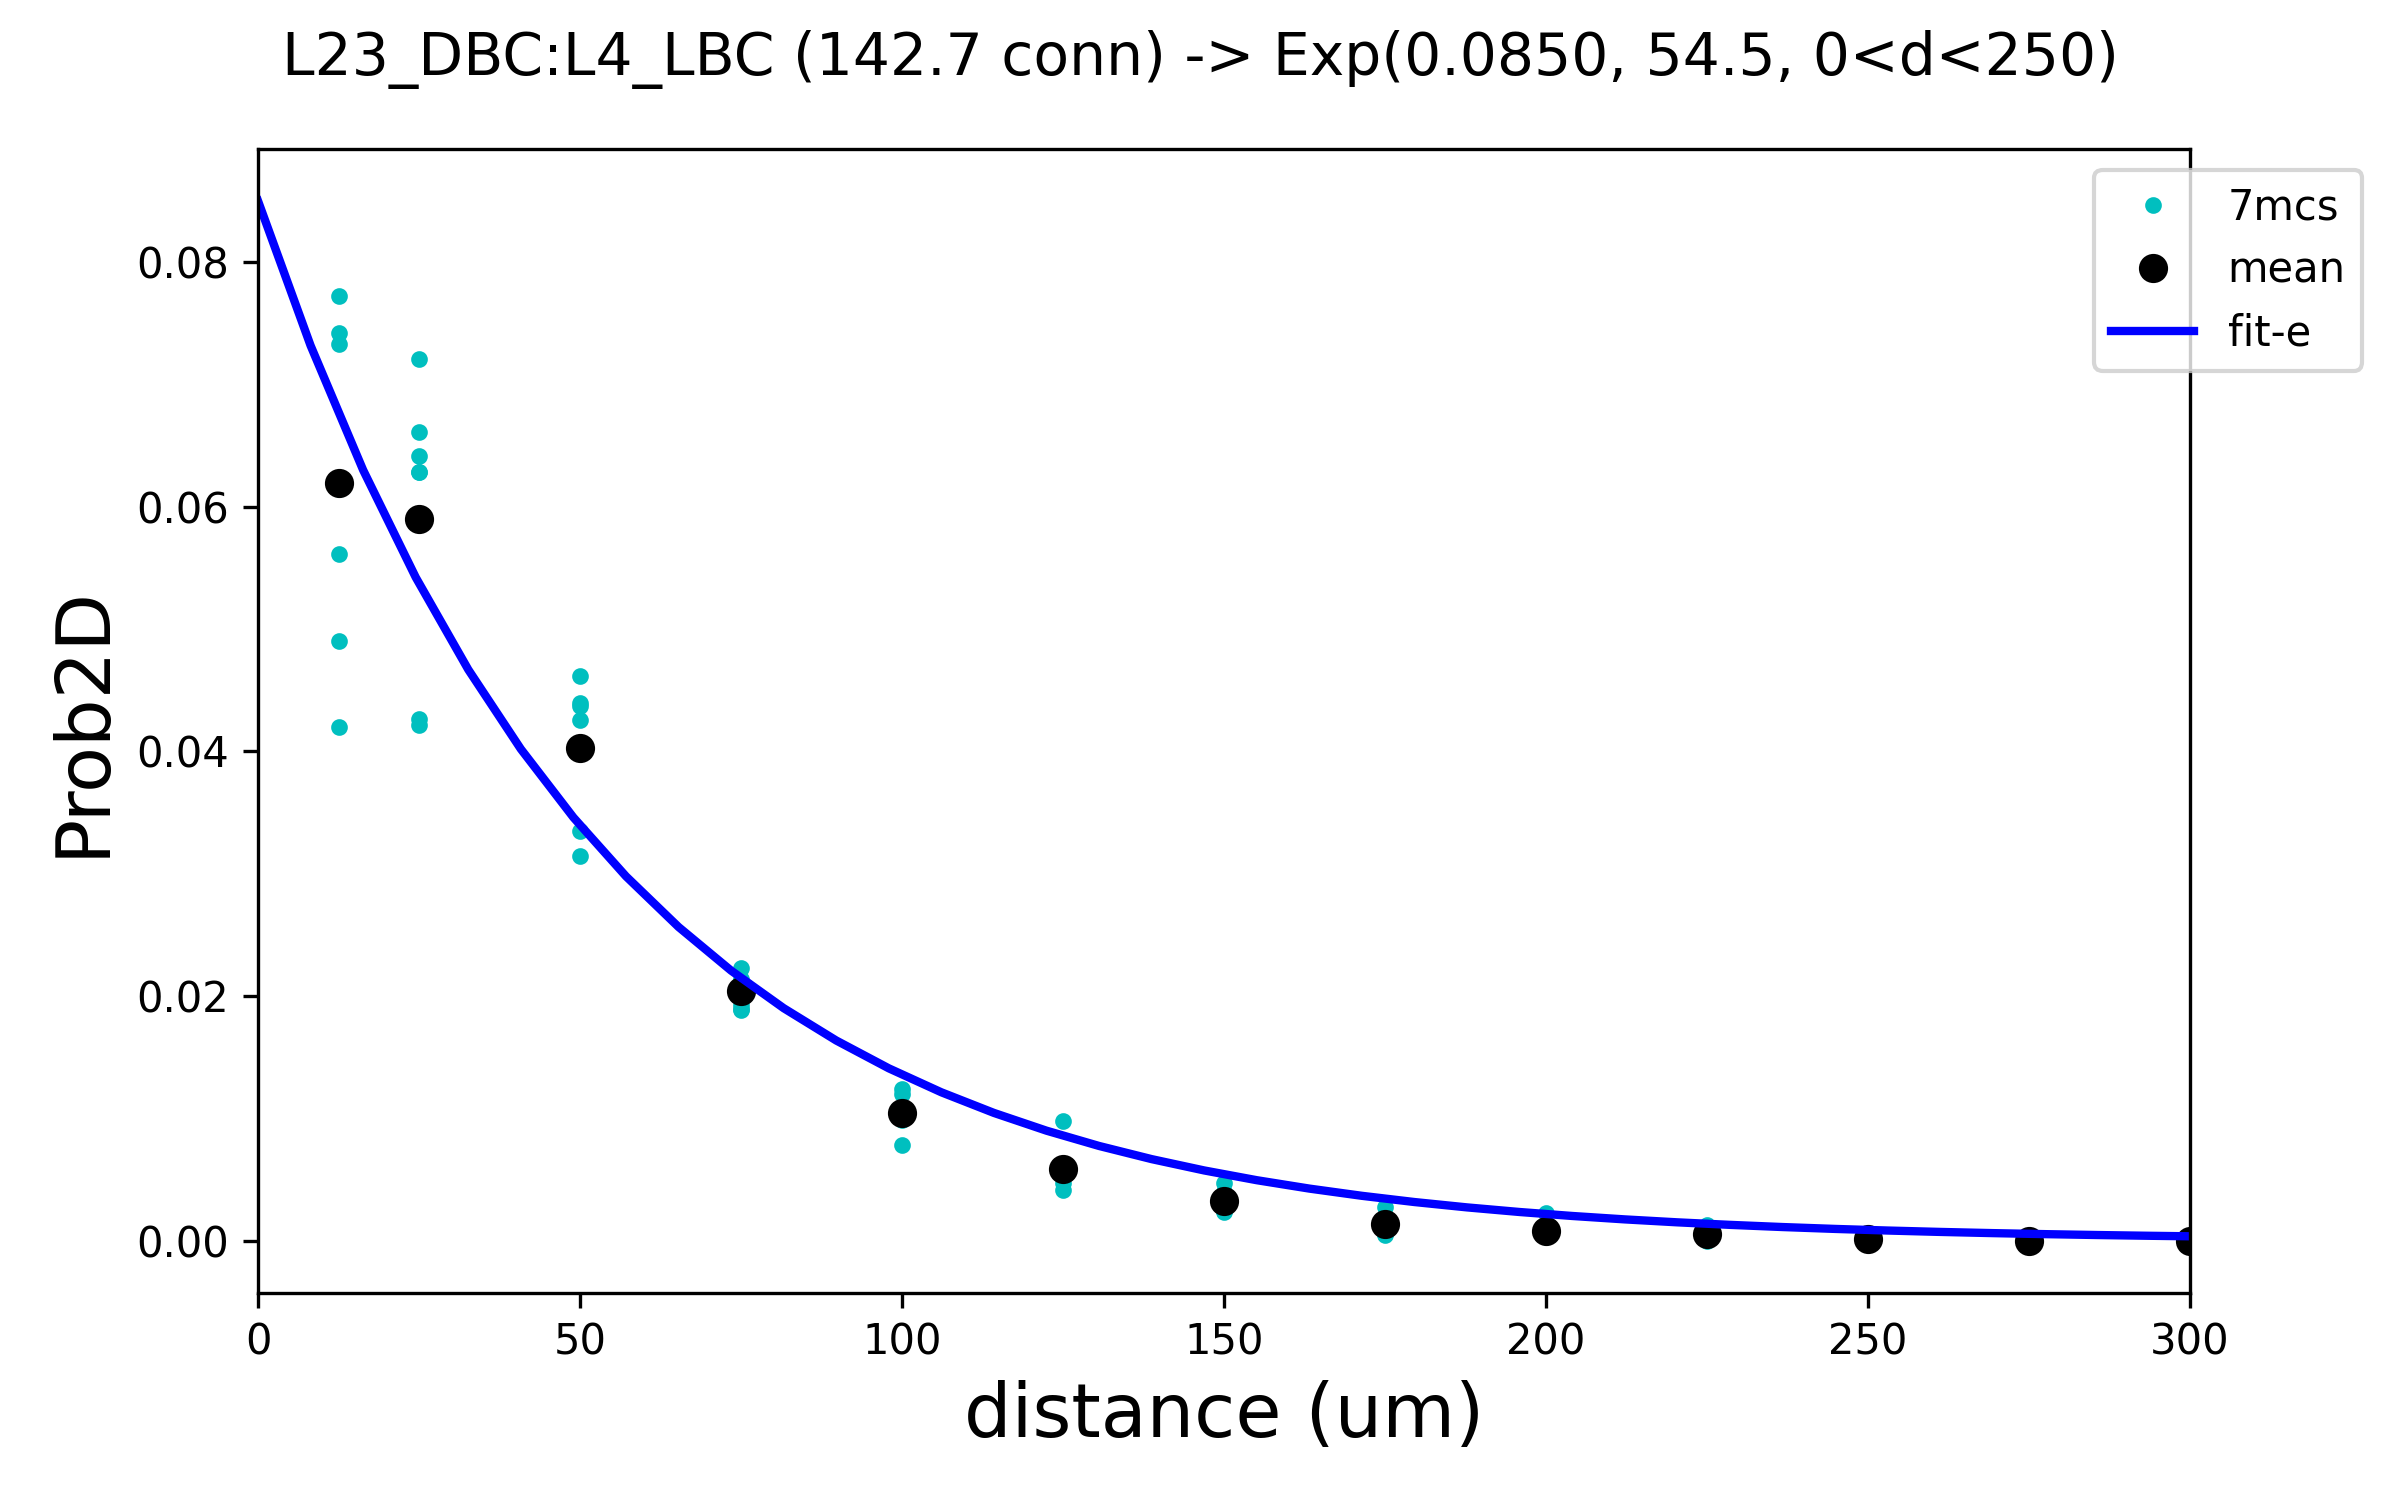 L23_DBC:L4_LBC (142.7 conn) -> Exp(0.0850, 54.5, 0<d<250)
7mcs
mean
fit-e
Prob2D
0.08
0.06
0.04
0.02
0.00
0 50 100 150 200 250 300
distance (um)